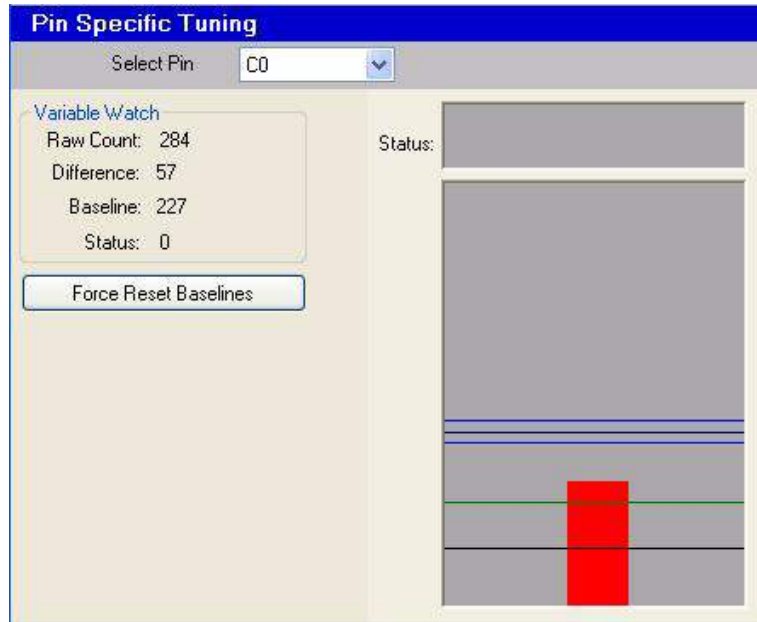 Pin Specific Tuning
Select Pin C0
Variable Watch
Raw Count: 284
Difference: 57
Baseline: 227
Status: 0
Force Reset Baselines
Status: